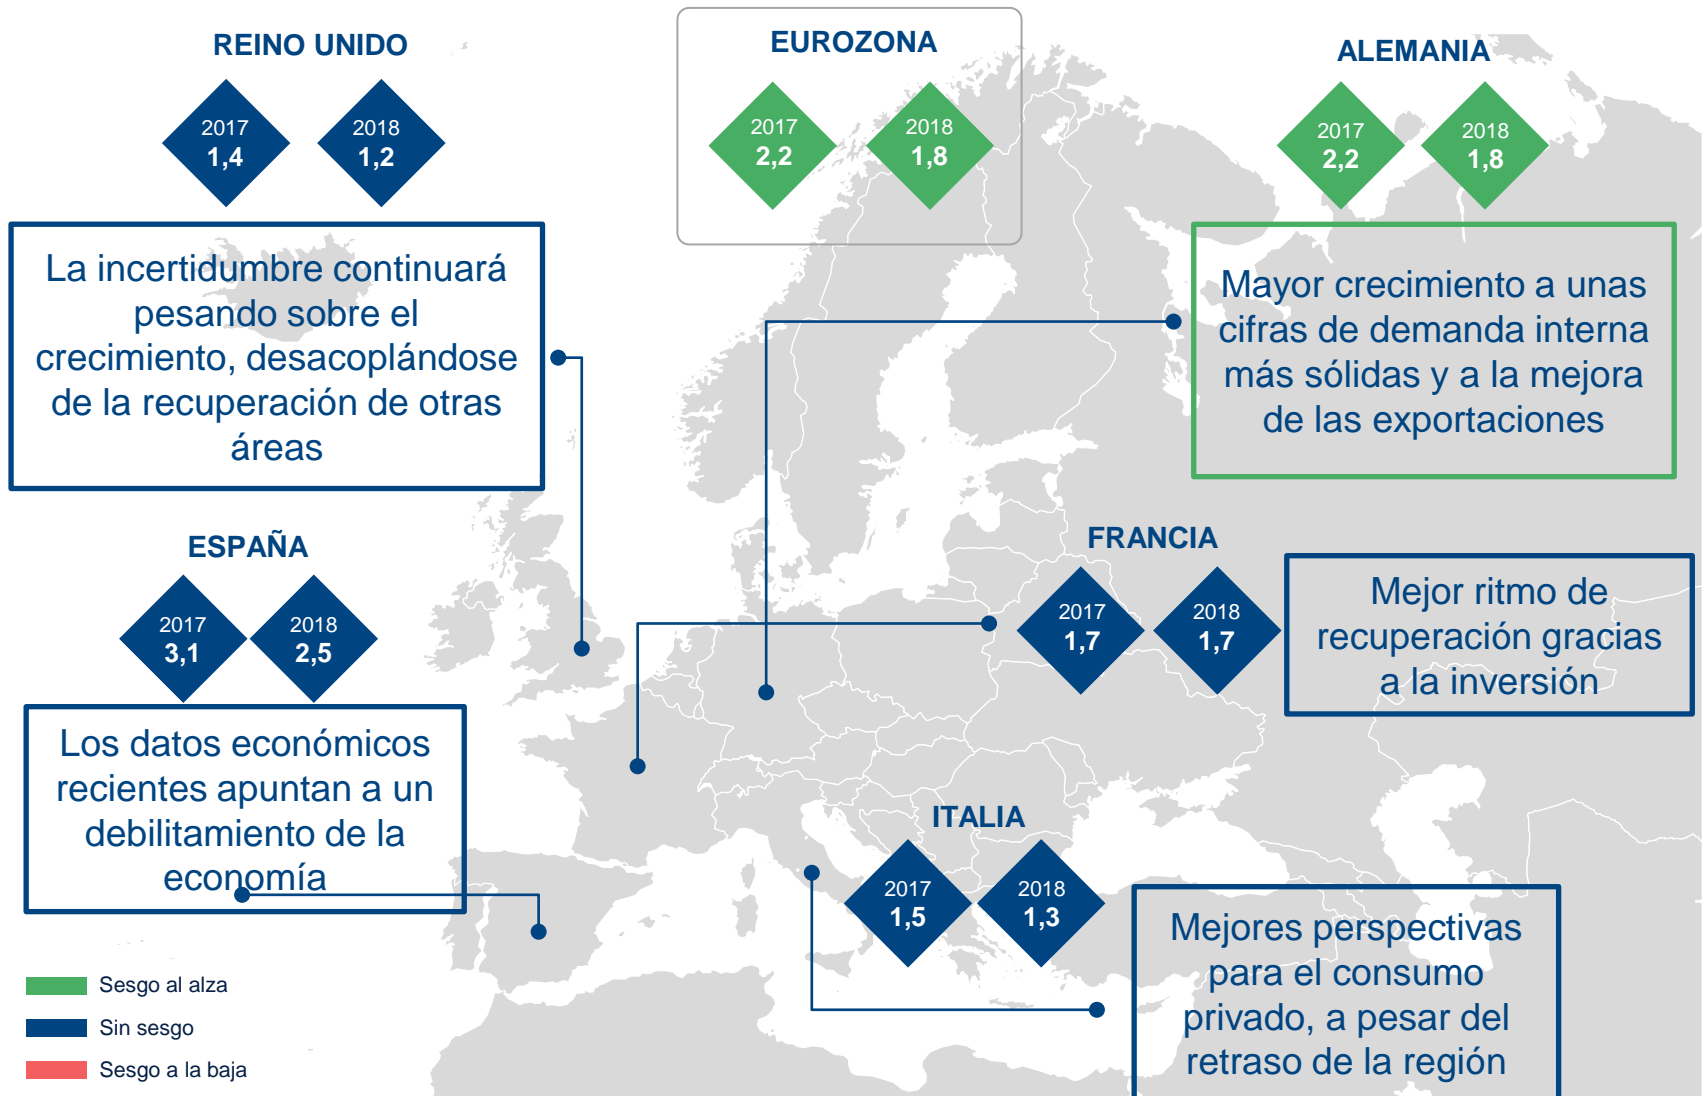 REINO UNIDO
2017
1,4
2018
1,2
La incertidumbre continuará
pesando sobre el
crecimiento, desacoplándose
de la recuperación de otras
áreas
EUROZONA
2017
2,2
2018
1,8
ALEMANIA
2017
2,2
2018
1,8
Mayor crecimiento a unas
cifras de demanda interna
más sólidas y a la mejora
de las exportaciones
ESPAÑA
2017
3,1
2018
2,5
Los datos económicos
recientes apuntan a un
debilitamiento de la
economía
FRANCIA
2017
1,7
2018
1,7
Mejor ritmo de
recuperación gracias
a la inversión
ITALIA
2017
1,5
2018
1,3
Mejores perspectivas
para el consumo
privado, a pesar del
retraso de la región
Sesgo al alza
Sin sesgo
Sesgo a la baja